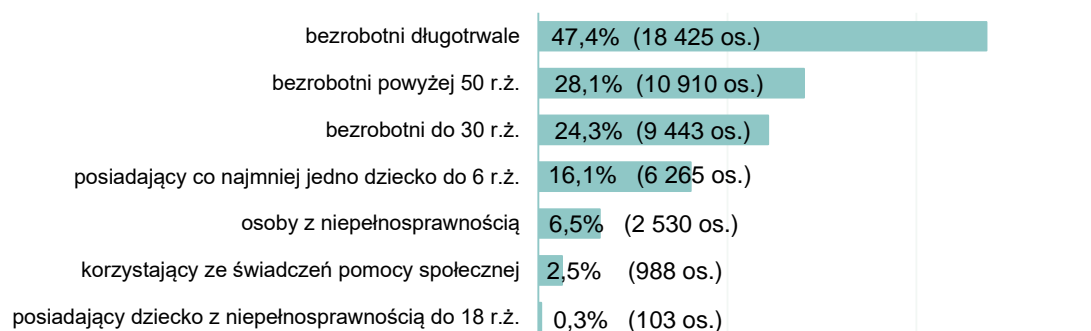 bezrobotni długotrwale 47,4% (18 425 os.)
bezrobotni powyżej 50 r.ż. 28,1% (10 910 os.)
bezrobotni do 30 r.ż. 24,3% (9 443 os.)
posiadający co najmniej jedno dziecko do 6 r.ż. 16,1% (6 265 os.)
osoby z niepełnosprawnością 6,5% (2 530 os.)
korzystający ze świadczeń pomocy społecznej 2,5% (988 os.)
posiadający dziecko z niepełnosprawnością do 18 r.ż. 0,3% (103 os.)